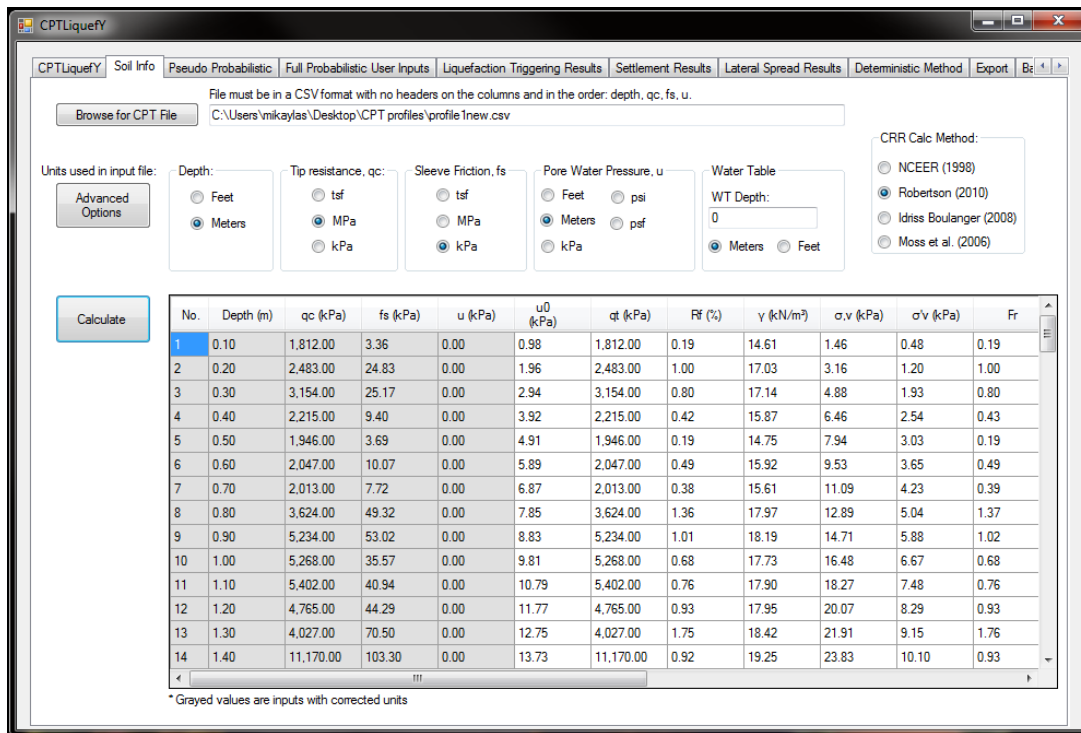 CPTLiquefY
CPTLiquefY Soil Info Pseudo Probabilistic Full Probabilistic User Inputs Liquefaction Triggering Results Settlement Results Lateral Spread Results Deterministic Method Export Ba
File must be in a CSV format with no headers on the columns and in the order: depth, qc, fs, u.
Browse for CPT File C:\Users\mikaylas\Desktop\CPT profiles\profile1new.csv
CRR Calc Method:
Units used in input file: Depth: Tip resistance, qc: Sleeve Friction, fs Pore Water Pressure, u Water Table NCEER (1998)
Advanced Options Feet tsf tsf Feet psi WT Depth: Robertson (2010)
Meters MPa MPa Meters psf 0 Idriss Boulanger (2008)
kPa kPa kPa Meters Feet Moss et al. (2006)
Calculate
No. Depth (m) qc (kPa) fs (kPa) u (kPa) u0 (kPa) qt (kPa) Rf (%) γ (kN/m³) σ,v (kPa) σ'v (kPa) Fr
1 0.10 1,812.00 3.36 0.00 0.98 1,812.00 0.19 14.61 1.46 0.48 0.19
2 0.20 2,483.00 24.83 0.00 1.96 2,483.00 1.00 17.03 3.16 1.20 1.00
3 0.30 3,154.00 25.17 0.00 2.94 3,154.00 0.80 17.14 4.88 1.93 0.80
4 0.40 2,215.00 9.40 0.00 3.92 2,215.00 0.42 15.87 6.46 2.54 0.43
5 0.50 1,946.00 3.69 0.00 4.91 1,946.00 0.19 14.75 7.94 3.03 0.19
6 0.60 2,047.00 10.07 0.00 5.89 2,047.00 0.49 15.92 9.53 3.65 0.49
7 0.70 2,013.00 7.72 0.00 6.87 2,013.00 0.38 15.61 11.09 4.23 0.39
8 0.80 3,624.00 49.32 0.00 7.85 3,624.00 1.36 17.97 12.89 5.04 1.37
9 0.90 5,234.00 53.02 0.00 8.83 5,234.00 1.01 18.19 14.71 5.88 1.02
10 1.00 5,268.00 35.57 0.00 9.81 5,268.00 0.68 17.73 16.48 6.67 0.68
11 1.10 5,402.00 40.94 0.00 10.79 5,402.00 0.76 17.90 18.27 7.48 0.76
12 1.20 4,765.00 44.29 0.00 11.77 4,765.00 0.93 17.95 20.07 8.29 0.93
13 1.30 4,027.00 70.50 0.00 12.75 4,027.00 1.75 18.42 21.91 9.15 1.76
14 1.40 11,170.00 103.30 0.00 13.73 11,170.00 0.92 19.25 23.83 10.10 0.93
* Grayed values are inputs with corrected units